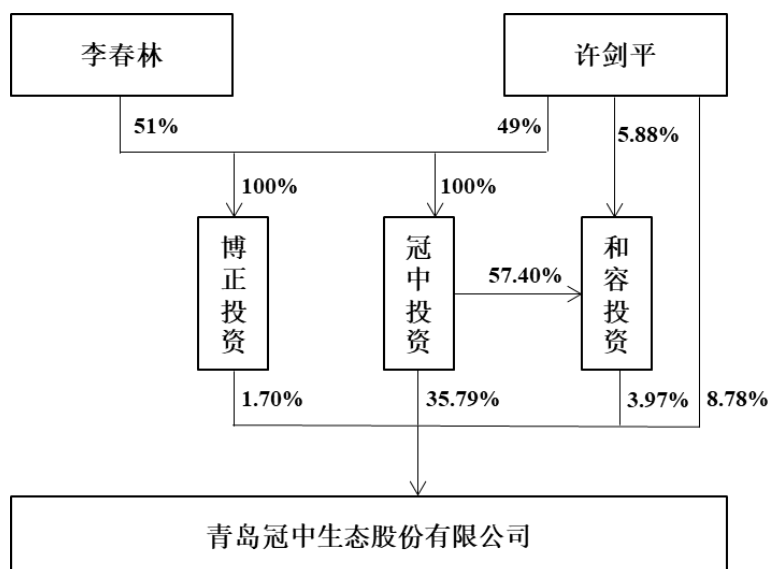 李春林
许剑平
51%
49%
5.88%
100%
100%
博正投资
冠中投资
和容投资
57.40%
1.70%
35.79%
3.97%
8.78%
青岛冠中生态股份有限公司